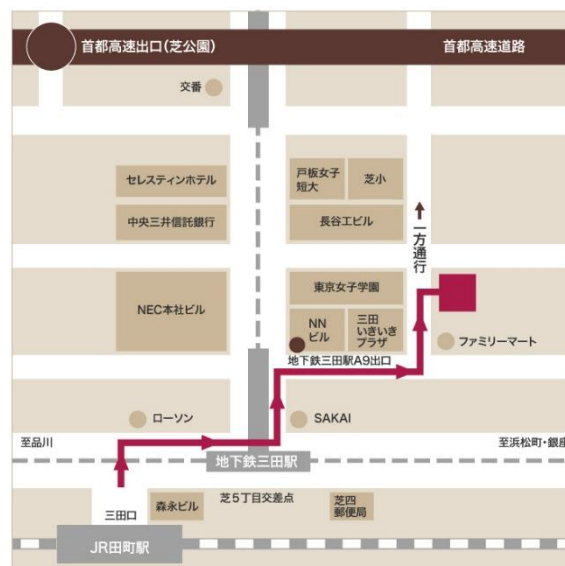 首都高速出口(芝公園)
首都高速道路
交番
セレスティンホテル
戸板女子
短大
芝小
中央三井信託銀行
長谷工ビル
一方通行
NEC本社ビル
東京女子学園
NN
ビル
三田
いきいき
プラザ
ファミリーマート
地下鉄三田駅A9出口
ローソン
SAKAI
至品川
至浜松町・銀座
地下鉄三田駅
三田口
森永ビル
芝5丁目交差点
芝四
郵便局
JR田町駅